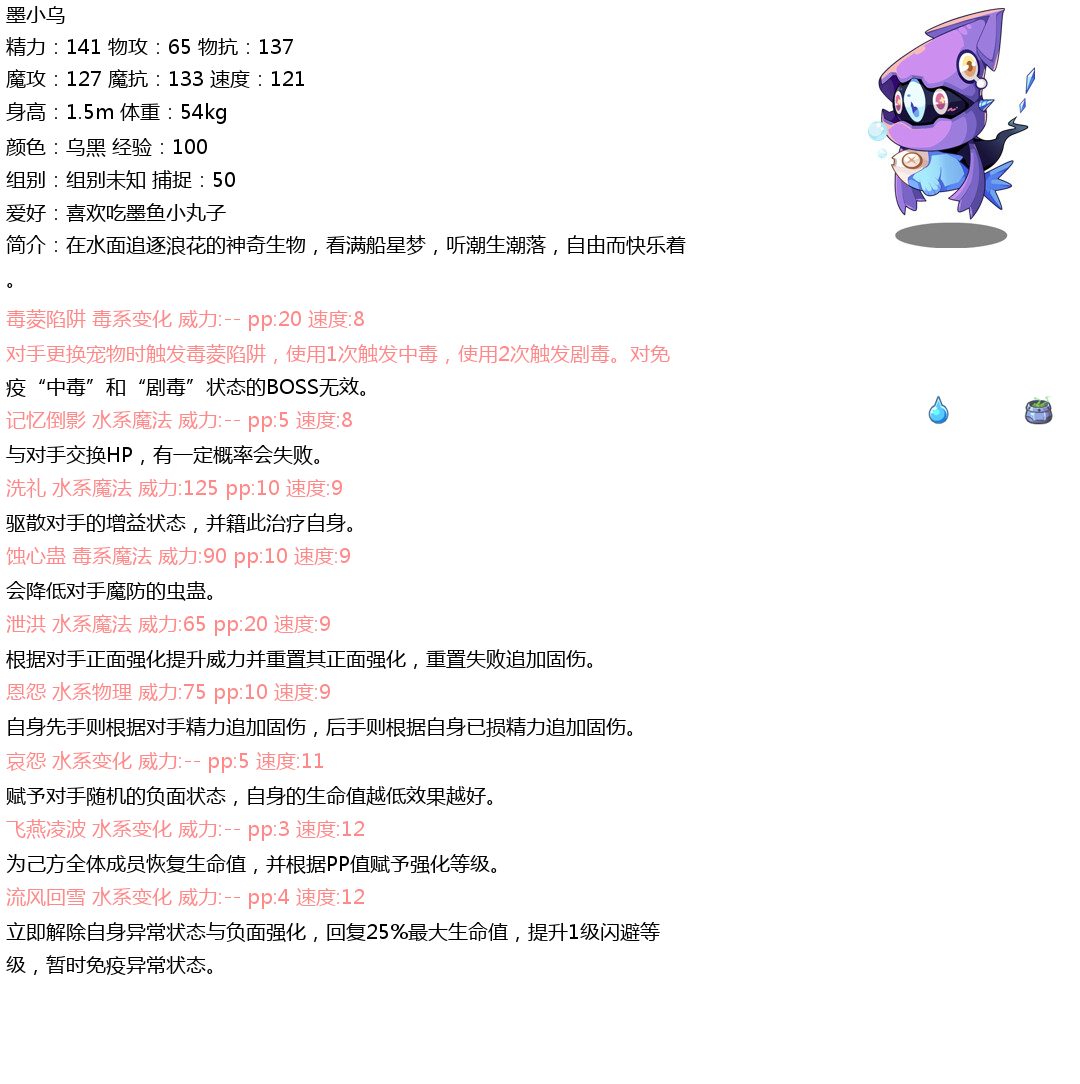 墨小乌
精力：141 物攻：65 物抗：137
魔攻：127 魔抗：133 速度：121
身高：1.5m 体重：54kg
颜色：乌黑 经验：100
组别：组别未知 捕捉：50
爱好：喜欢吃墨鱼小丸子
简介：在水面追逐浪花的神奇生物，看满船星梦，听潮生潮落，自由而快乐着
。
毒菱陷阱 毒系变化 威力:-- pp:20 速度:8
对手更换宠物时触发毒菱陷阱，使用1次触发中毒，使用2次触发剧毒。对免
疫“中毒”和“剧毒”状态的BOSS无效。
记忆倒影 水系魔法 威力:-- pp:5 速度:8
与对手交换HP，有一定概率会失败。
洗礼 水系魔法 威力:125 pp:10 速度:9
驱散对手的增益状态，并籍此治疗自身。
蚀心蛊 毒系魔法 威力:90 pp:10 速度:9
会降低对手魔防的虫蛊。
泄洪 水系魔法 威力:65 pp:20 速度:9
根据对手正面强化提升威力并重置其正面强化，重置失败追加固伤。
恩怨 水系物理 威力:75 pp:10 速度:9
自身先手则根据对手精力追加固伤，后手则根据自身已损精力追加固伤。
哀怨 水系变化 威力:-- pp:5 速度:11
赋予对手随机的负面状态，自身的生命值越低效果越好。
飞燕凌波 水系变化 威力:-- pp:3 速度:12
为己方全体成员恢复生命值，并根据PP值赋予强化等级。
流风回雪 水系变化 威力:-- pp:4 速度:12
立即解除自身异常状态与负面强化，回复25%最大生命值，提升1级闪避等
级，暂时免疫异常状态。